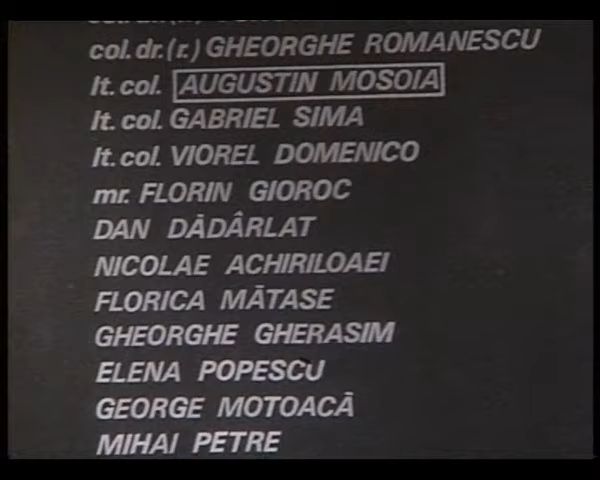 col. dr. (r.) GHEORGHE ROMANESCU
lt. col. AUGUSTIN MOSOIA
lt. col. GABRIEL SIMA
lt. col. VIOREL DOMENICO
mr. FLORIN GIOROC
DAN DĂDÂRLAT
NICOLAE ACHIRILOAEI
FLORICA MĂTASE
GHEORGHE GHERASIM
ELENA POPESCU
GEORGE MOTOACĂ
MIHAI PETRE